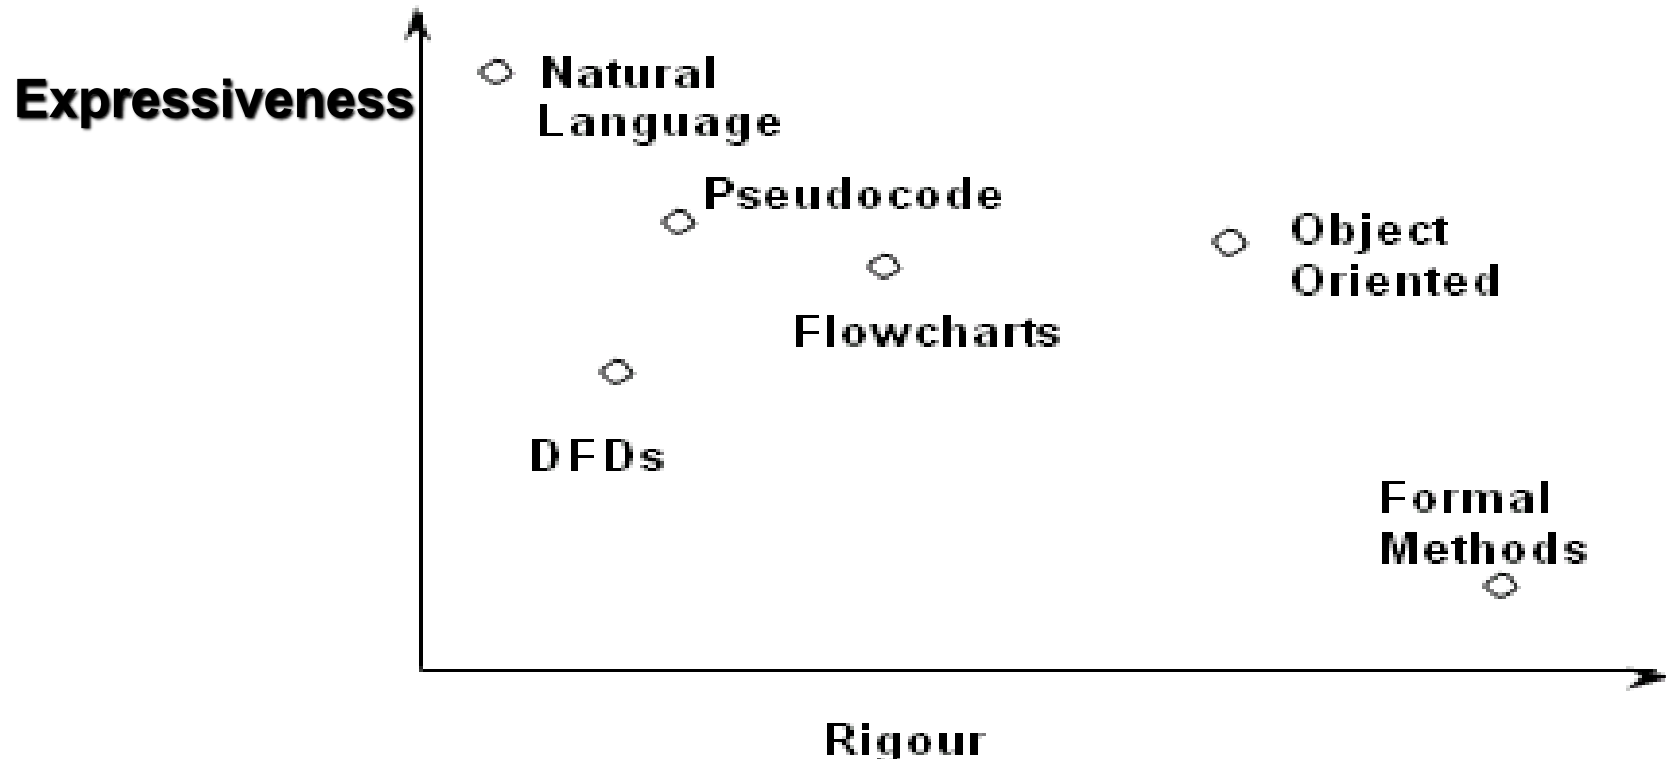 Expressiveness
Natural
Language
Pseudocode
Object
Oriented
Flowcharts
DFDs
Formal
Methods
Rigour